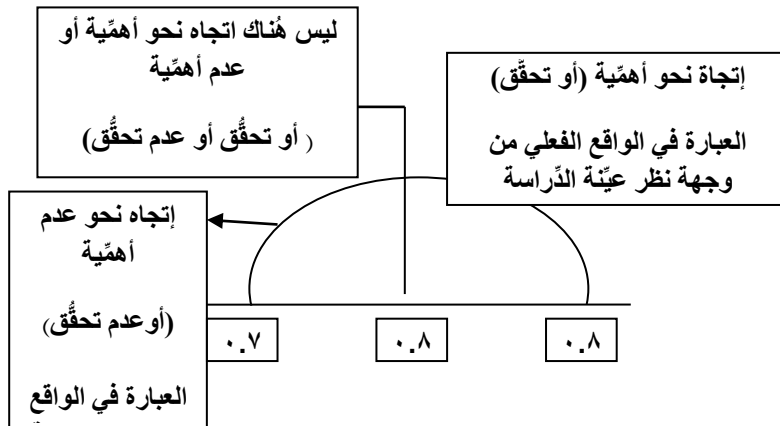 ليس هُناك اتجاه نحو أهمِّية أو
عدم أهمِّية
( أو تحقُّق أو عدم تحقُّق)
إتجاة نحو أهمِّية (أو تحقّق)
العبارة في الواقع الفعلي من
وجهة نظر عيِّنة الدِّراسة
إتجاه نحو عدم
أهمِّية
(أوعدم تحقُّق)
العبارة في الواقع
٠.٧
٠.٨
٠.٨